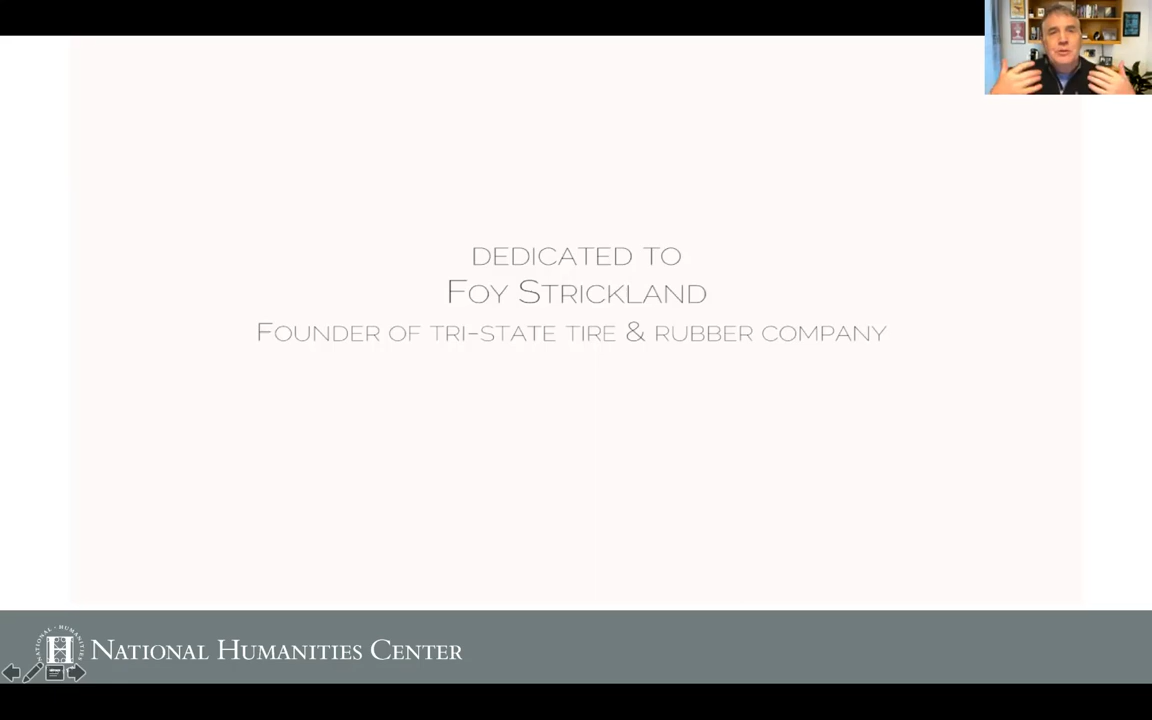 DEDICATED TO
FOY STRICKLAND
FOUNDER OF TRI-STATE TIRE & RUBBER COMPANY
NATIONAL HUMANITIES CENTER